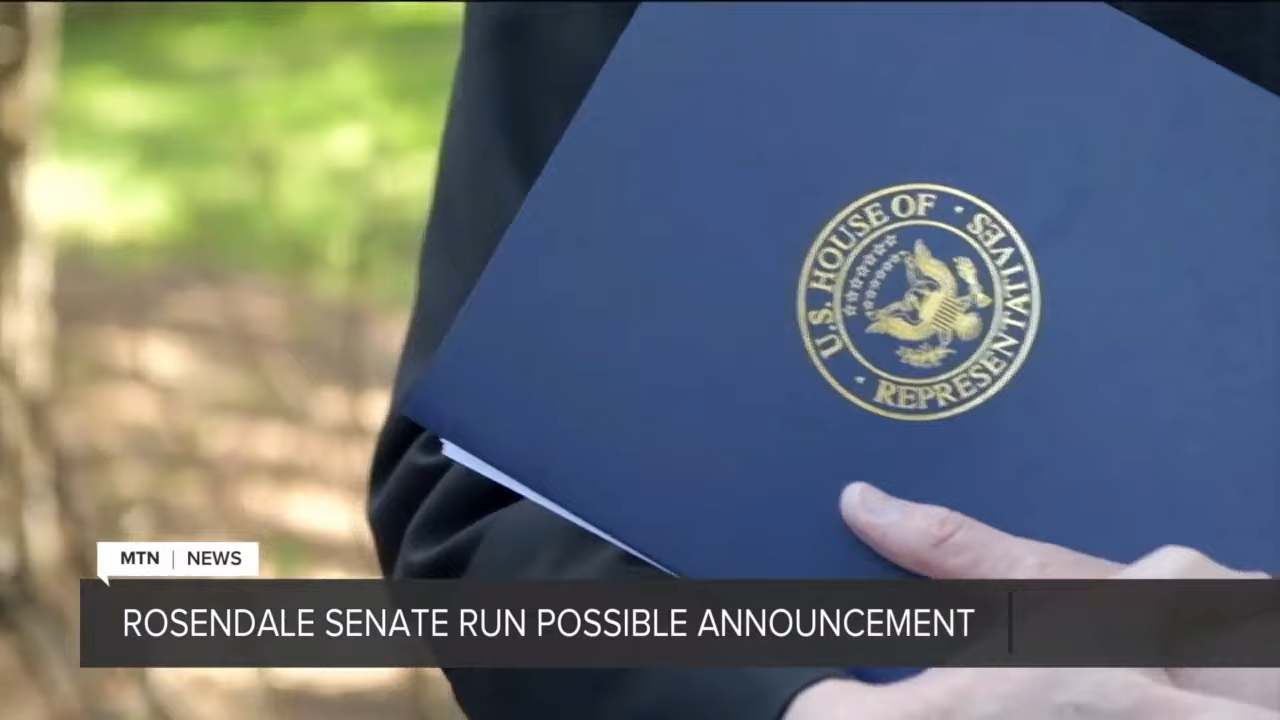 U.S. HOUSE OF REPRESENTATIVES
MTN | NEWS
ROSENDALE SENATE RUN POSSIBLE ANNOUNCEMENT